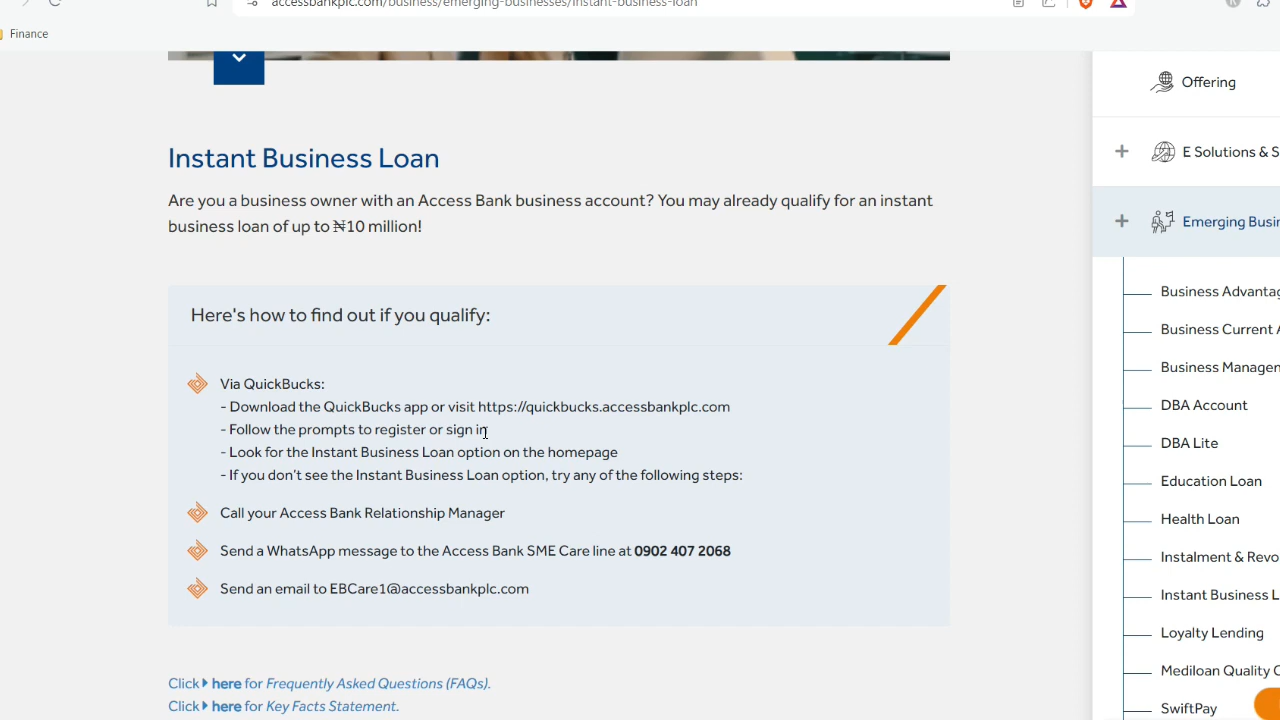 accessbankplc.com/business/emerging-businesses/instant-business-loan
Finance
Instant Business Loan
Are you a business owner with an Access Bank business account? You may already qualify for an instant
business loan of up to ₦10 million!
Here's how to find out if you qualify:
Via QuickBucks:
- Download the QuickBucks app or visit https://quickbucks.accessbankplc.com
- Follow the prompts to register or sign in
- Look for the Instant Business Loan option on the homepage
- If you don't see the Instant Business Loan option, try any of the following steps:
Call your Access Bank Relationship Manager
Send a WhatsApp message to the Access Bank SME Care line at 0902 407 2068
Send an email to EBCare1@accessbankplc.com
Click here for Frequently Asked Questions (FAQs).
Click here for Key Facts Statement.
Offering
E Solutions & S
Emerging Busi
Business Advantag
Business Current A
Business Managem
DBA Account
DBA Lite
Education Loan
Health Loan
Instalment & Revo
Instant Business L
Loyalty Lending
Mediloan Quality C
SwiftPay